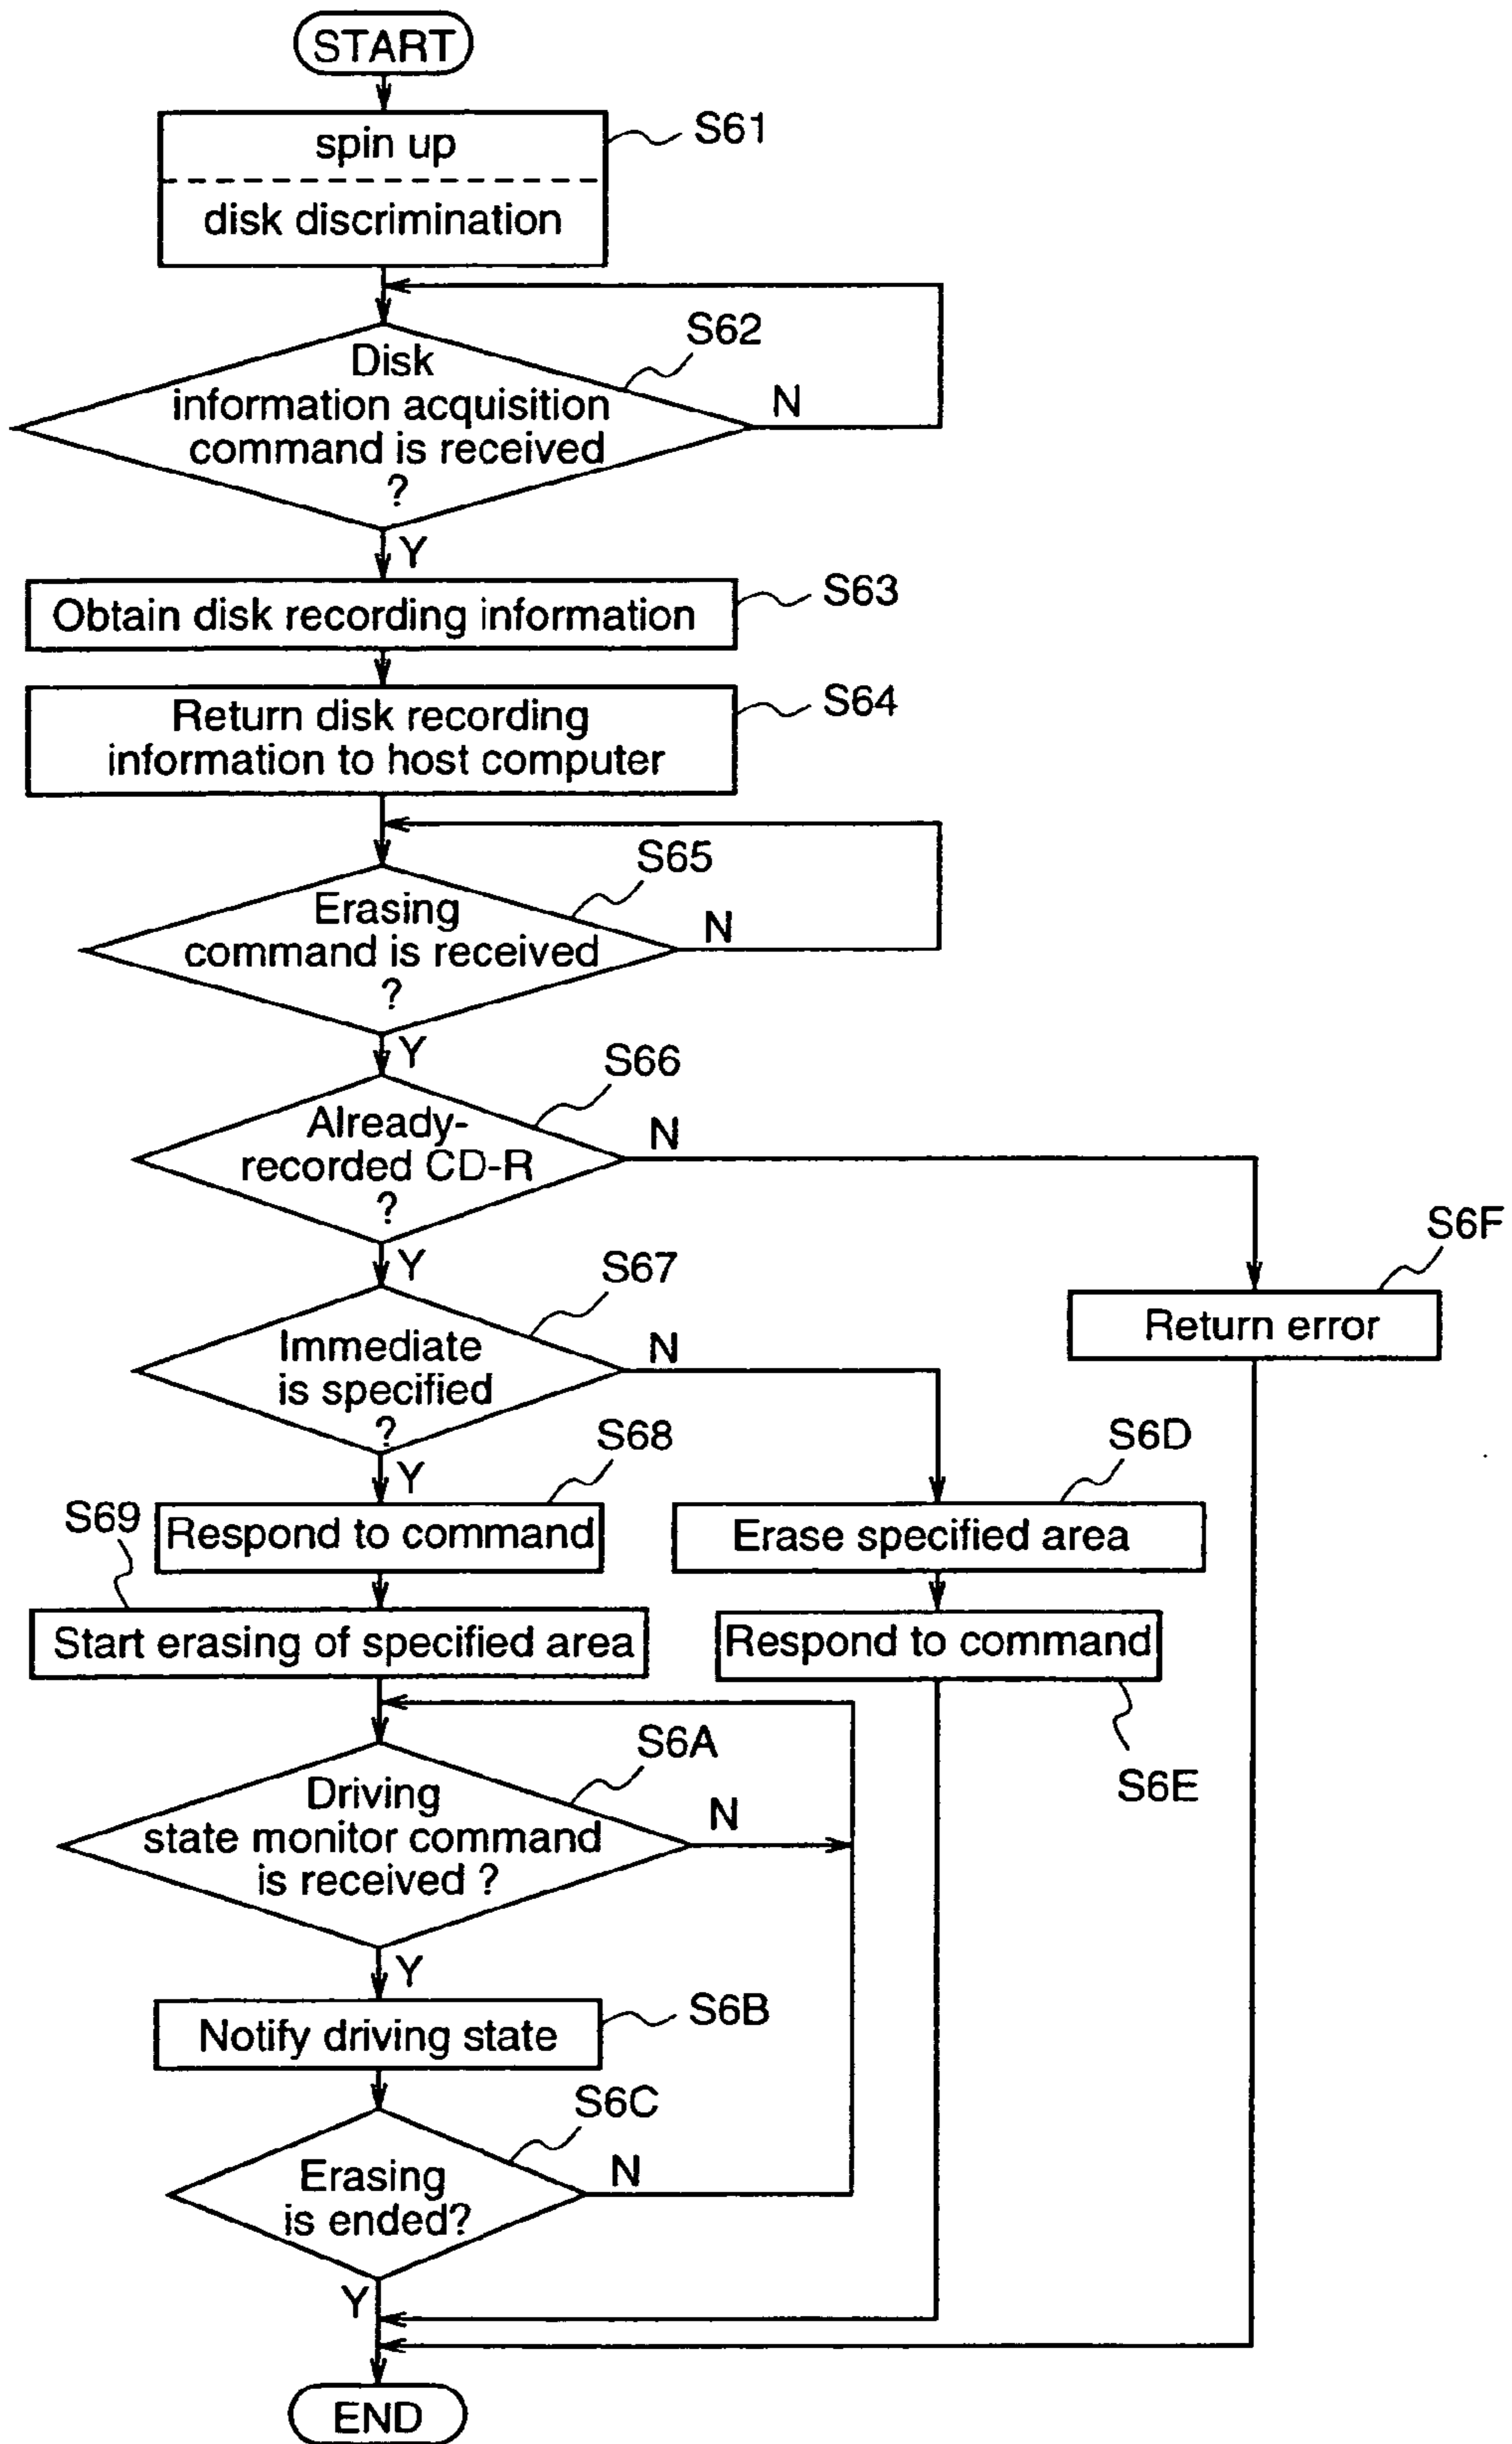 START
spin up
S61
disk discrimination
S62
Disk
information acquisition
command is received
?
N
Y
Obtain disk recording information
S63
Return disk recording
information to host computer
S64
S65
Erasing
command is received
?
N
Y
S66
Already-
recorded CD-R
?
N
Y
S6F
Return error
S67
Immediate
is specified
?
N
Y
S68
Respond to command
S6D
Erase specified area
S69
Start erasing of specified area
Respond to command
S6E
S6A
Driving
state monitor command
is received ?
N
Y
Notify driving state
S6B
S6C
Erasing
is ended?
N
Y
END